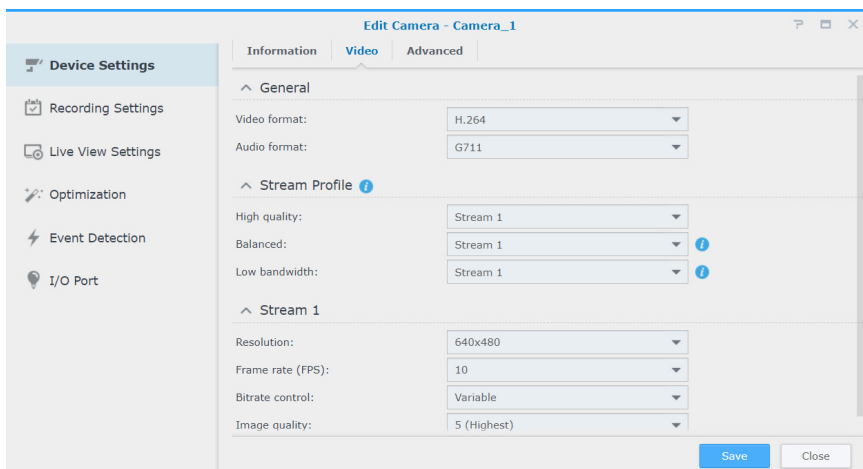 Edit Camera - Camera_1
Device Settings
Recording Settings
Live View Settings
Optimization
Event Detection
I/O Port
Information Video Advanced
General
Video format: H.264
Audio format: G711
Stream Profile
High quality: Stream 1
Balanced: Stream 1
Low bandwidth: Stream 1
Stream 1
Resolution: 640x480
Frame rate (FPS): 10
Bitrate control: Variable
Image quality: 5 (Highest)
Save Close